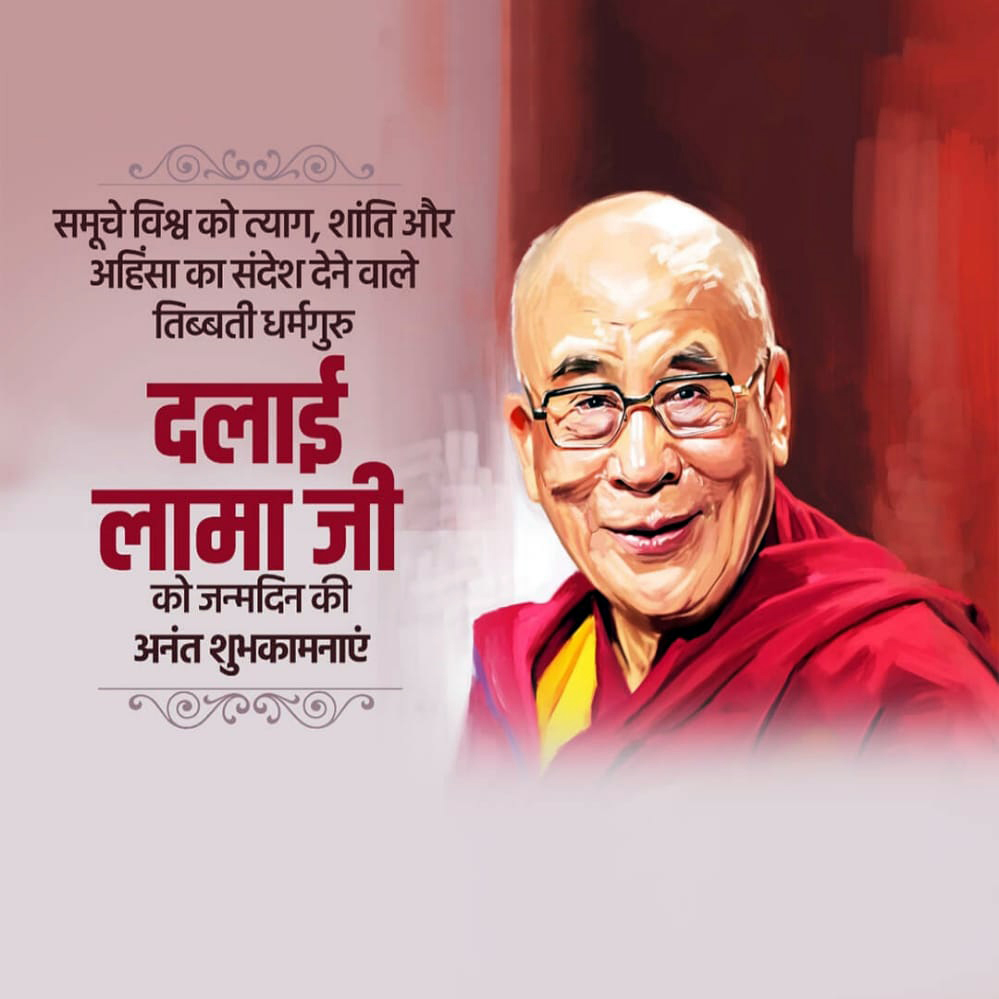 समूचे विश्व को त्याग, शांति और
अहिंसा का संदेश देने वाले
तिब्बती धर्मगुरु
दलाई
लामा जी
को जन्मदिन की
अनंत शुभकामनाएं